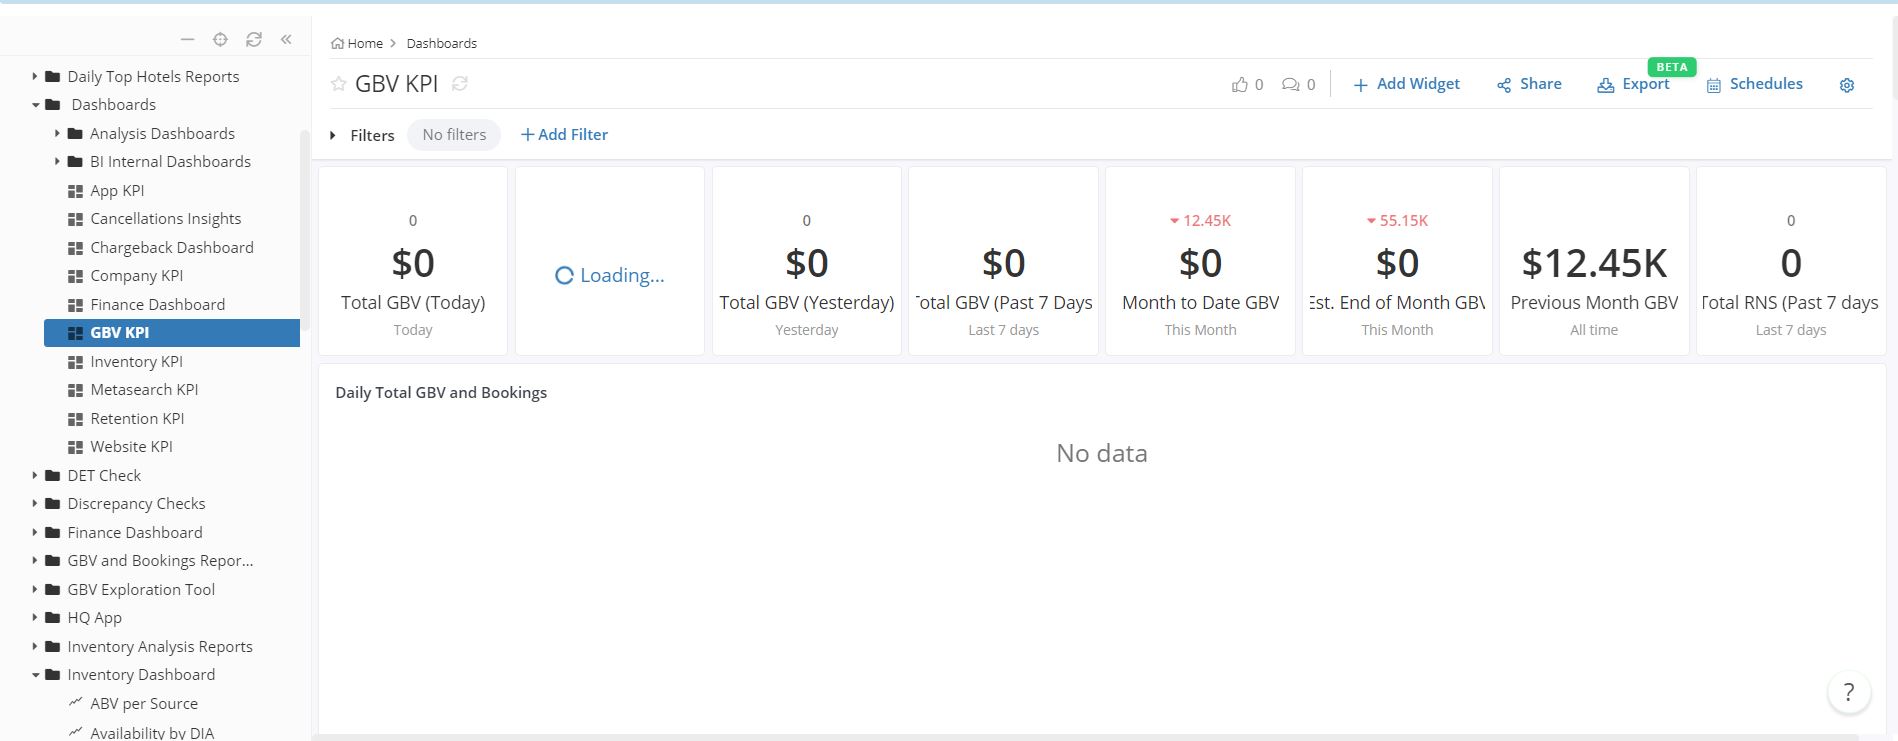 Daily Top Hotels Reports
Dashboards
Analysis Dashboards
BI Internal Dashboards
App KPI
Cancellations Insights
Chargeback Dashboard
Company KPI
Finance Dashboard
GBV KPI
Inventory KPI
Metasearch KPI
Retention KPI
Website KPI
DET Check
Discrepancy Checks
Finance Dashboard
GBV and Bookings Repor...
GBV Exploration Tool
HQ App
Inventory Analysis Reports
Inventory Dashboard
ABV per Source
Availability by DIA
Home > Dashboards
GBV KPI
0 0 Add Widget Share Export BETA Schedules
Filters No filters + Add Filter
0
$0
Total GBV (Today)
Today
Loading...
0
$0
Total GBV (Yesterday)
Yesterday
$0
Total GBV (Past 7 Days
Last 7 days
12.45K
$0
Month to Date GBV
This Month
55.15K
$0
Est. End of Month GBV
This Month
$12.45K
Previous Month GBV
All time
0
0
Total RNS (Past 7 days
Last 7 days
Daily Total GBV and Bookings
No data
?